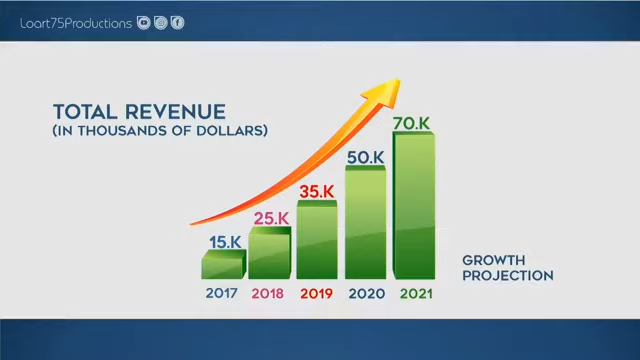 Loart75Productions
TOTAL REVENUE
(IN THOUSANDS OF DOLLARS)
70.K
50.K
35.K
25.K
15.K
GROWTH
PROJECTION
2017 2018 2019 2020 2021